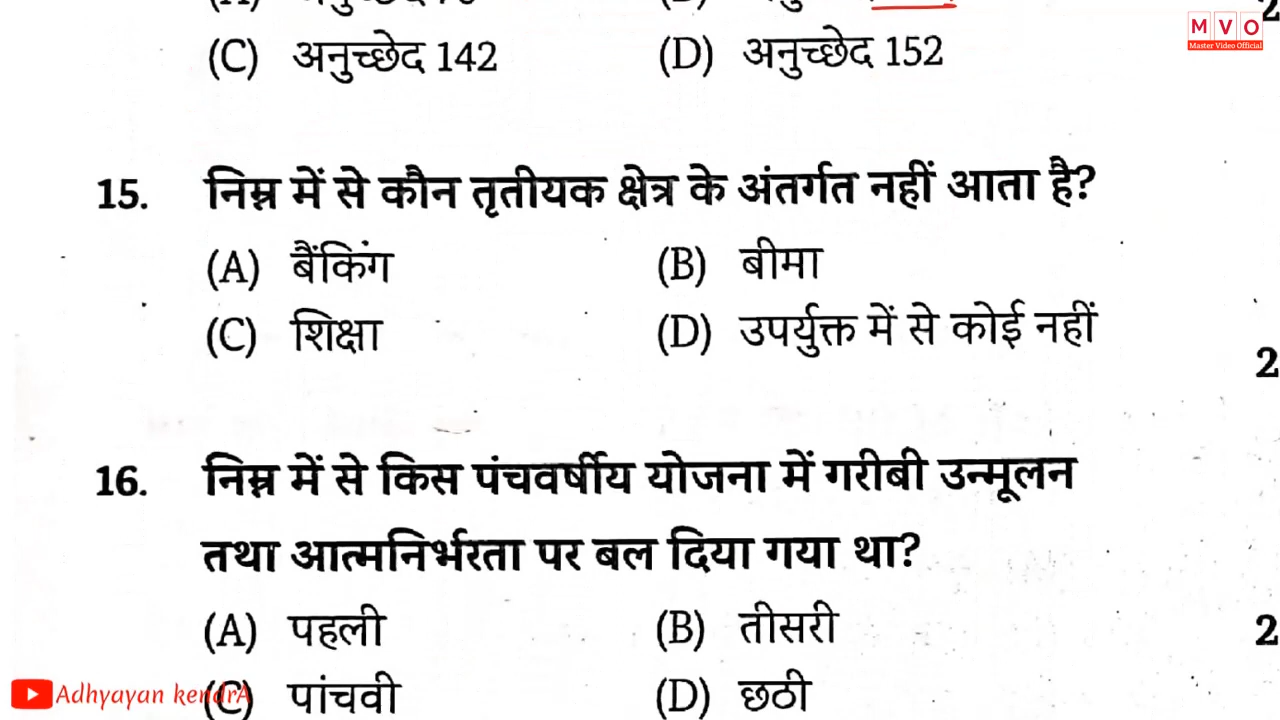 (C) अनुच्छेद 142 (D) अनुच्छेद 152
M V O
Master Video Official
15. निम्न में से कौन तृतीयक क्षेत्र के अंतर्गत नहीं आता है?
(A) बैंकिंग (B) बीमा
(C) शिक्षा (D) उपर्युक्त में से कोई नहीं
2
16. निम्न में से किस पंचवर्षीय योजना में गरीबी उन्मूलन
तथा आत्मनिर्भरता पर बल दिया गया था?
(A) पहली (B) तीसरी
2
(C) पांचवी (D) छठी
Adhyayan kendrA